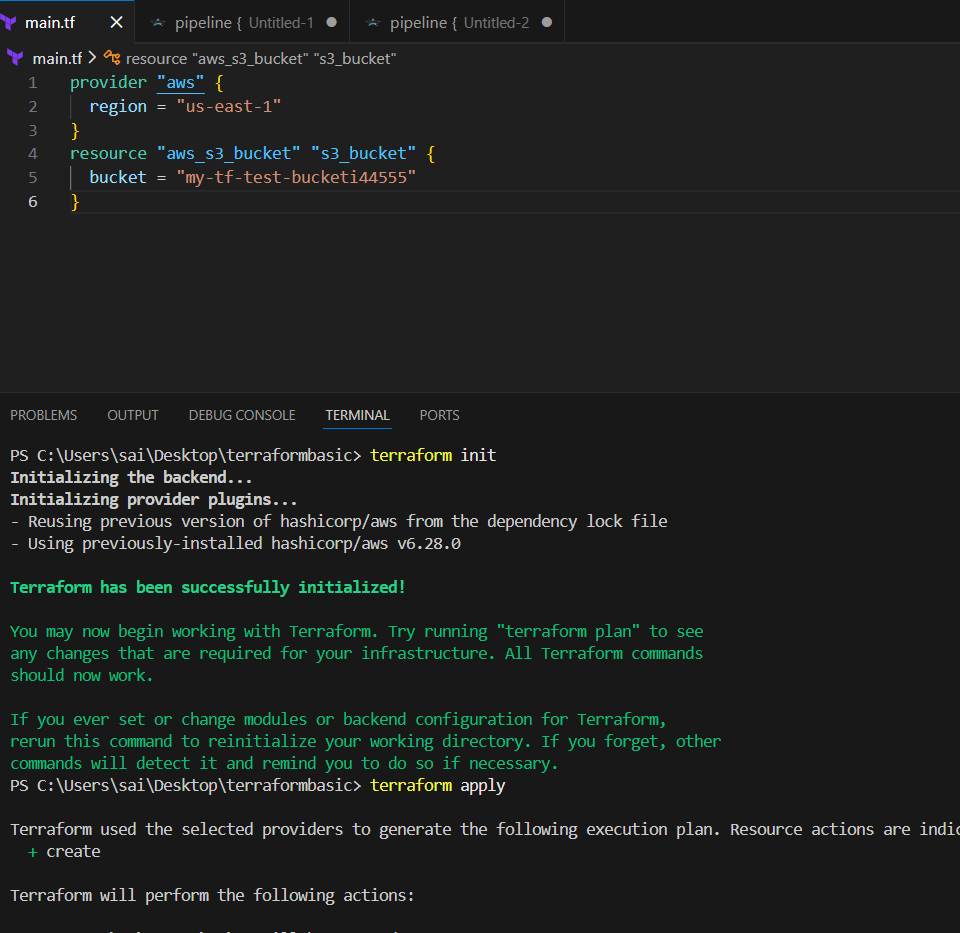 main.tf pipeline { Untitled-1 pipeline { Untitled-2
main.tf > resource "aws_s3_bucket" "s3_bucket"
1 provider "aws" {
2 region = "us-east-1"
3 }
4 resource "aws_s3_bucket" "s3_bucket" {
5 bucket = "my-tf-test-bucketi44555"
6 }
PROBLEMS OUTPUT DEBUG CONSOLE TERMINAL PORTS
PS C:\Users\sai\Desktop\terraformbasic> terraform init
Initializing the backend...
Initializing provider plugins...
- Reusing previous version of hashicorp/aws from the dependency lock file
- Using previously-installed hashicorp/aws v6.28.0
Terraform has been successfully initialized!
You may now begin working with Terraform. Try running "terraform plan" to see
any changes that are required for your infrastructure. All Terraform commands
should now work.
If you ever set or change modules or backend configuration for Terraform,
rerun this command to reinitialize your working directory. If you forget, other
commands will detect it and remind you to do so if necessary.
PS C:\Users\sai\Desktop\terraformbasic> terraform apply
Terraform used the selected providers to generate the following execution plan. Resource actions are
+ create
Terraform will perform the following actions: